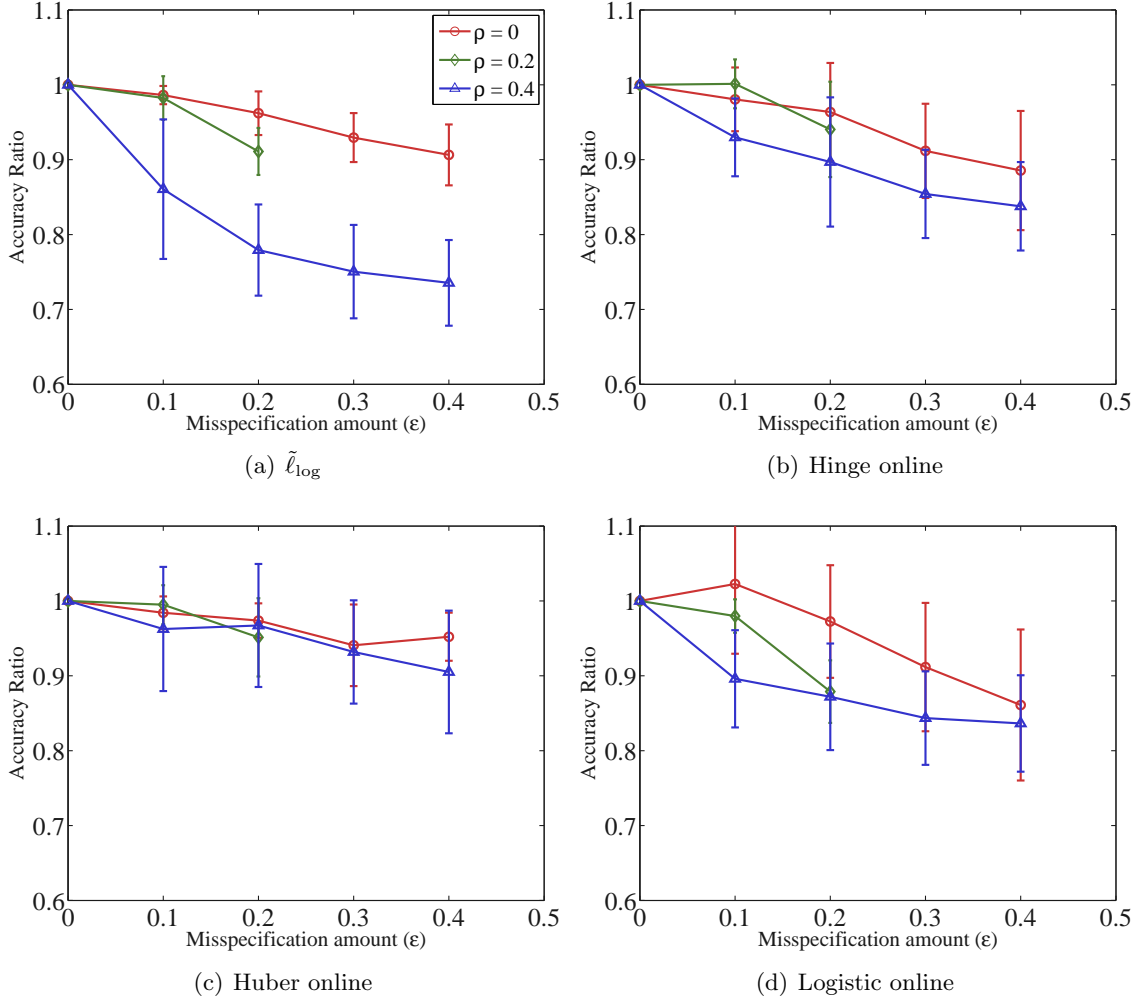 1.1
1
0.9
0.8
0.7
0.6
Accuracy Ratio
ρ = 0
ρ = 0.2
ρ = 0.4
0 0.1 0.2 0.3 0.4 0.5
Misspecification amount (ε)
(a) ℓ̃log
1.1
1
0.9
0.8
0.7
0.6
Accuracy Ratio
0 0.1 0.2 0.3 0.4 0.5
Misspecification amount (ε)
(b) Hinge online
1.1
1
0.9
0.8
0.7
0.6
Accuracy Ratio
0 0.1 0.2 0.3 0.4 0.5
Misspecification amount (ε)
(c) Huber online
1.1
1
0.9
0.8
0.7
0.6
Accuracy Ratio
0 0.1 0.2 0.3 0.4 0.5
Misspecification amount (ε)
(d) Logistic online